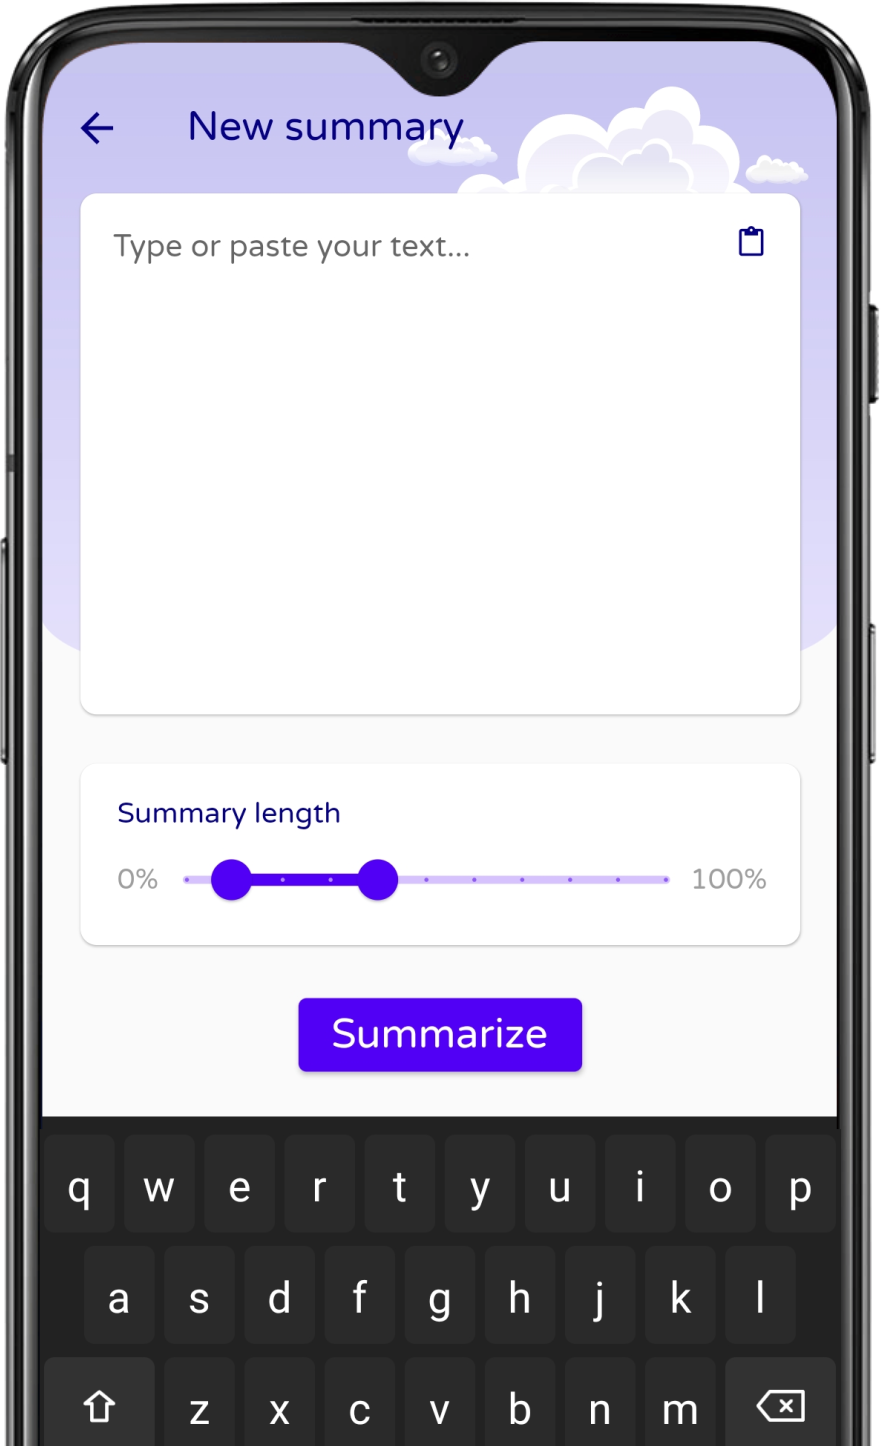 New summary
Type or paste your text...
Summary length
0% 100%
Summarize
q w e r t y u i o p
a s d f g h j k l
z x c v b n m